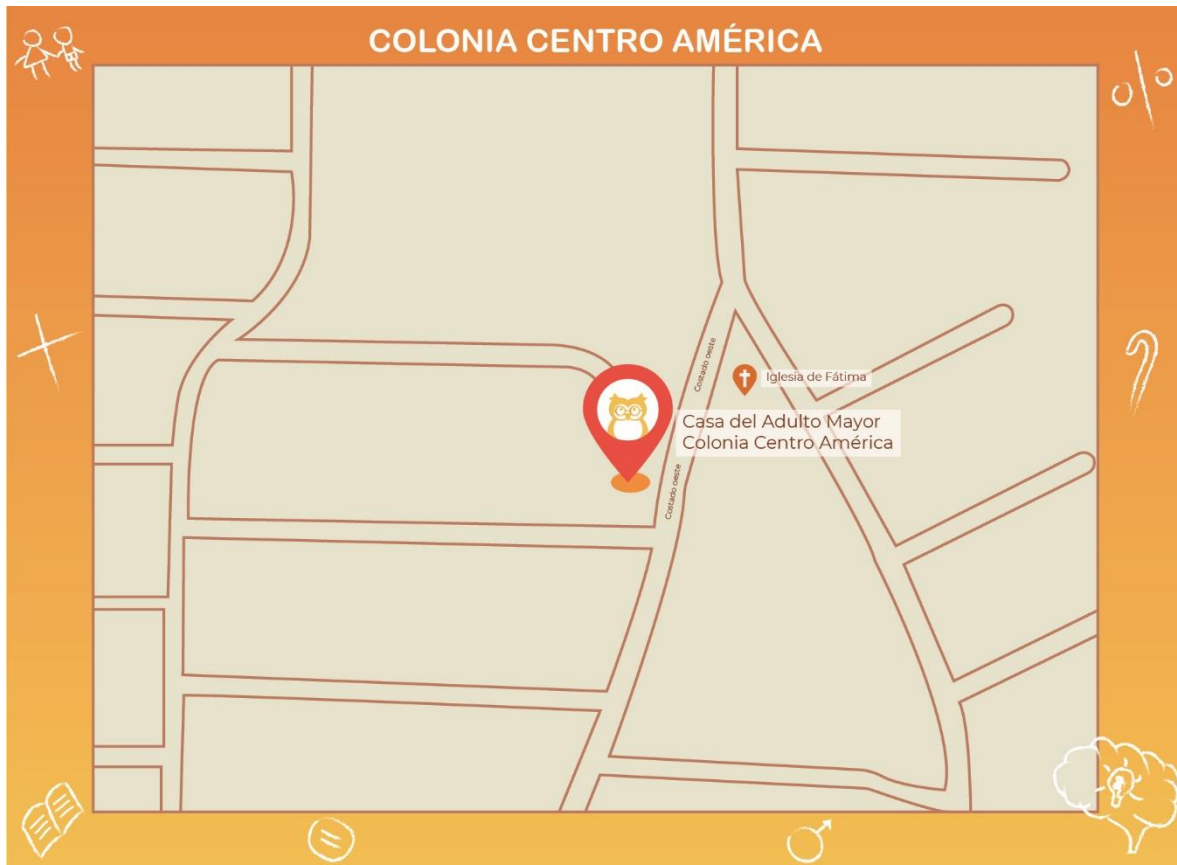 COLONIA CENTRO AMÉRICA
Costado oeste
Iglesia de Fátima
Casa del Adulto Mayor
Colonia Centro América
Costado oeste